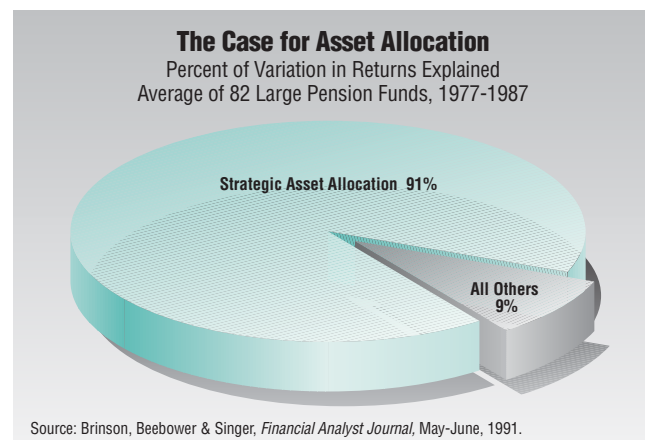 The Case for Asset Allocation
Percent of Variation in Returns Explained
Average of 82 Large Pension Funds, 1977-1987
Strategic Asset Allocation 91%
All Others
9%
Source: Brinson, Beebower & Singer, Financial Analyst Journal, May-June, 1991.